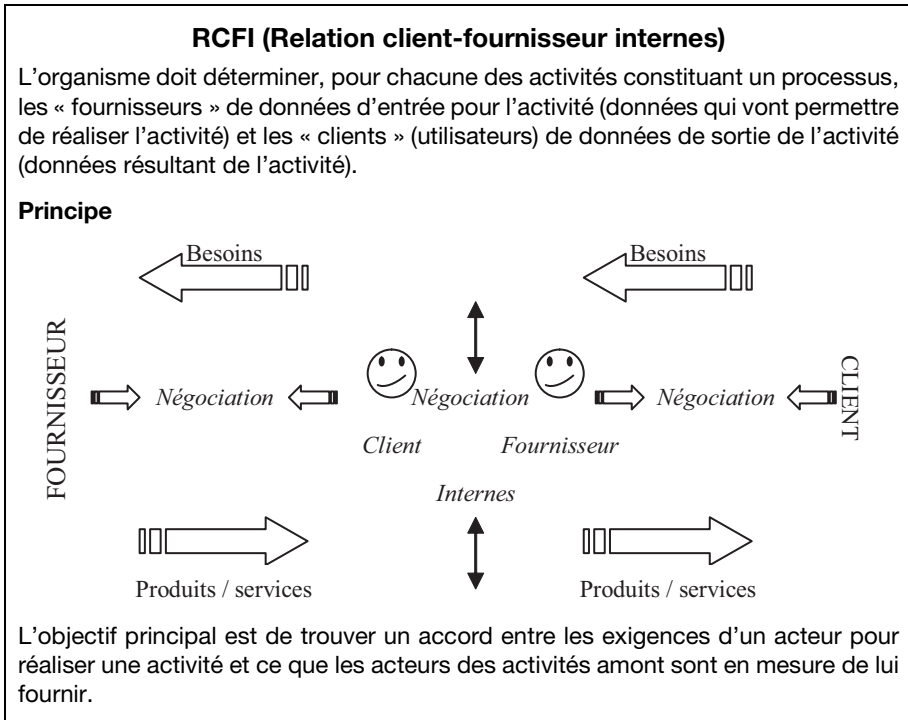 RCFI (Relation client-fournisseur internes)
L’organisme doit déterminer, pour chacune des activités constituant un processus,
les « fournisseurs » de données d’entrée pour l’activité (données qui vont permettre
de réaliser l’activité) et les « clients » (utilisateurs) de données de sortie de l’activité
(données résultant de l’activité).
Principe
Besoins
Besoins
FOURNISSEUR
Négociation
Négociation
Négociation
CLIENT
Client
Fournisseur
Internes
Produits / services
Produits / services
L’objectif principal est de trouver un accord entre les exigences d’un acteur pour
réaliser une activité et ce que les acteurs des activités amont sont en mesure de lui
fournir.